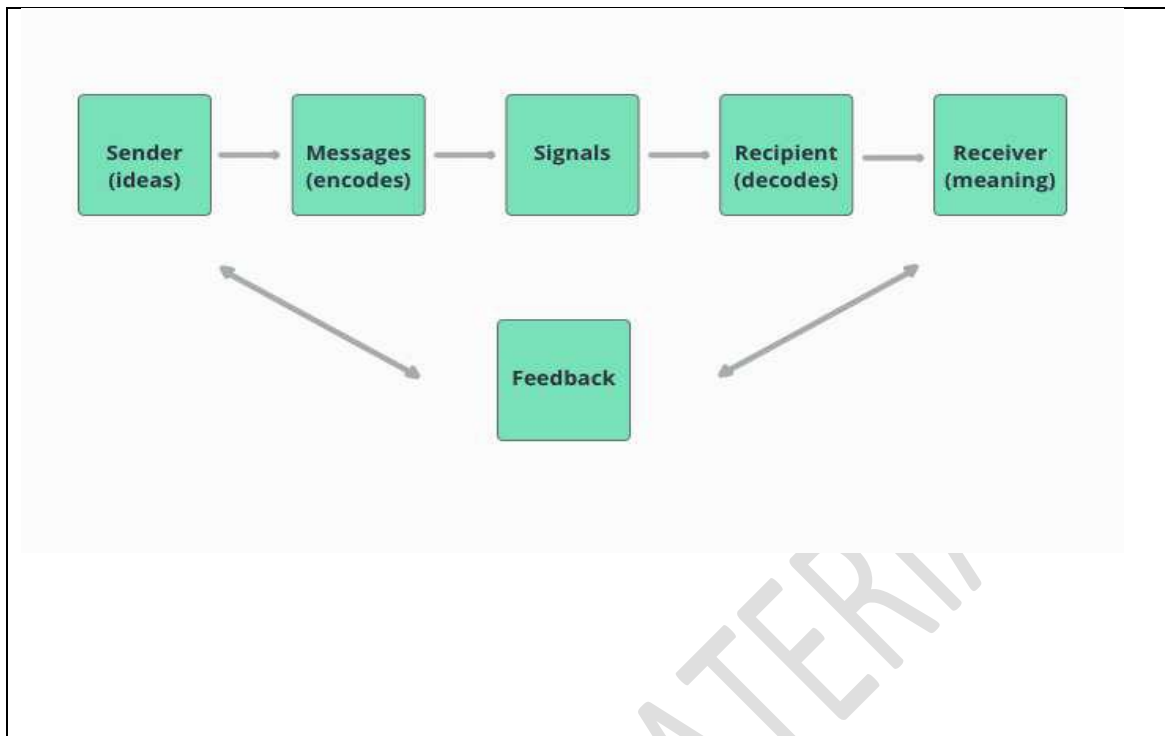 Sender
(ideas)
Messages
(encodes)
Signals
Recipient
(decodes)
Receiver
(meaning)
Feedback